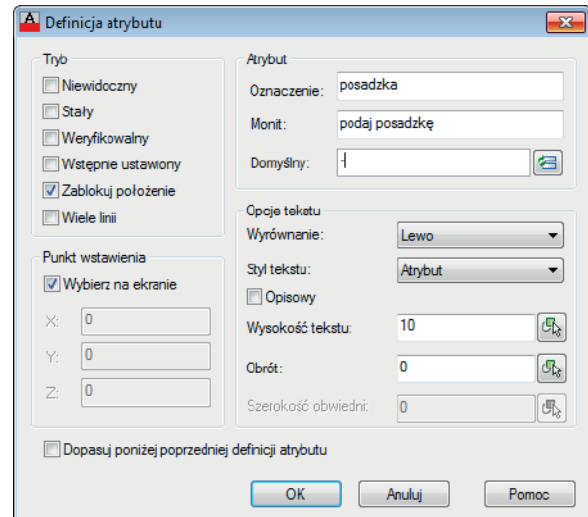 A Definicja atrybutu
Tryb
Niewidoczny
Stały
Weryfikowalny
Wstępnie ustawiony
Zablokuj położenie
Wiele linii
Punkt wstawienia
Wybierz na ekranie
X: 0
Y: 0
Z: 0
Atrybut
Oznaczenie: posadzka
Monit: podaj posadzkę
Domyślny: -
Opcje tekstu
Wyrównanie: Lewo
Styl tekstu: Atrybut
Opisowy
Wysokość tekstu: 10
Obrót: 0
Szerokość obwiedni: 0
Dopasuj poniżej poprzedniej definicji atrybutu
OK Anuluj Pomoc